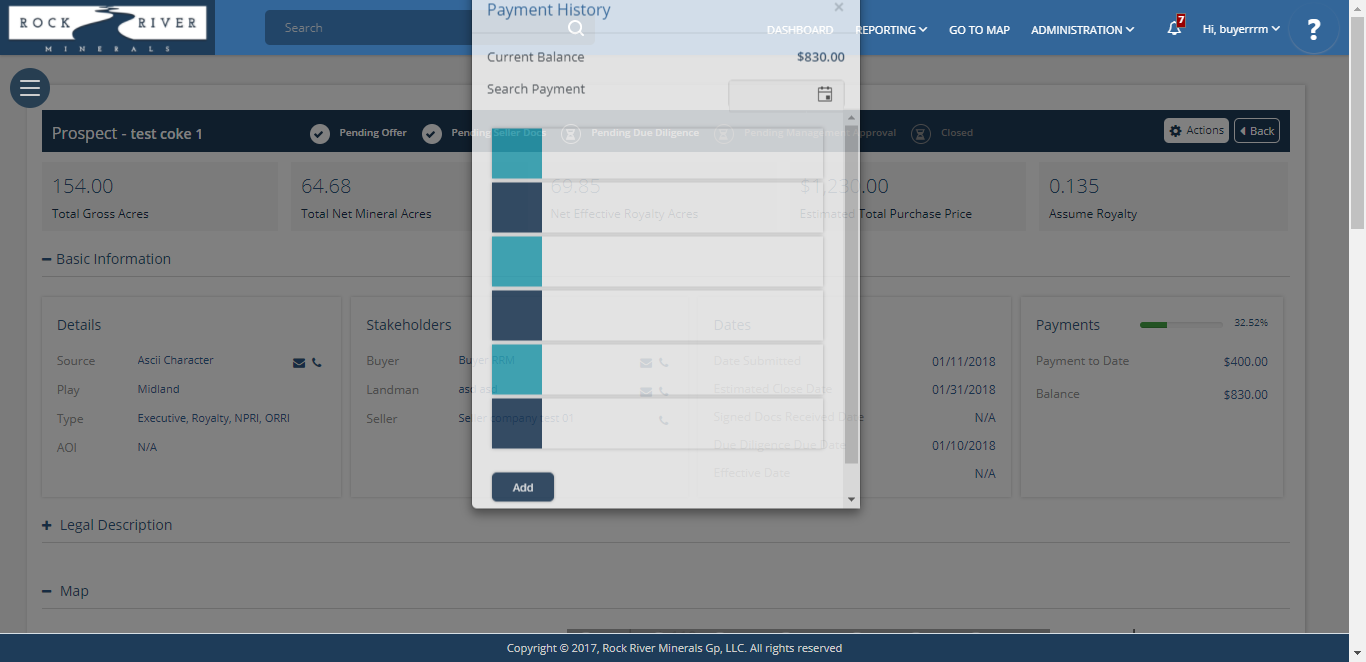 ROCK RIVER
MINERALS
Search
DASHBOARD
REPORTING
GO TO MAP
ADMINISTRATION
7
Hi, buyerrrm
?
Payment History
×
Current Balance
$830.00
Search Payment
Add
Prospect - test coke 1
Pending Offer
Pending Seller Docs
Pending Due Diligence
Pending Management Approval
Closed
Actions
Back
154.00
Total Gross Acres
64.68
Total Net Mineral Acres
69.85
Net Effective Royalty Acres
$1,230.00
Estimated Total Purchase Price
0.135
Assume Royalty
Basic Information
Details
Source
Ascii Character
Play
Midland
Type
Executive, Royalty, NPRI, ORRI
AOI
N/A
Stakeholders
Buyer
Buyer RRM
Landman
asd asd
Seller
Seller company test 01
Dates
Date Submitted
01/11/2018
Estimated Close Date
01/31/2018
Signed Docs Received Date
N/A
Due Diligence Due Date
01/10/2018
Effective Date
N/A
Payments
32.52%
Payment to Date
$400.00
Balance
$830.00
Legal Description
Map
Copyright © 2017, Rock River Minerals Gp, LLC. All rights reserved